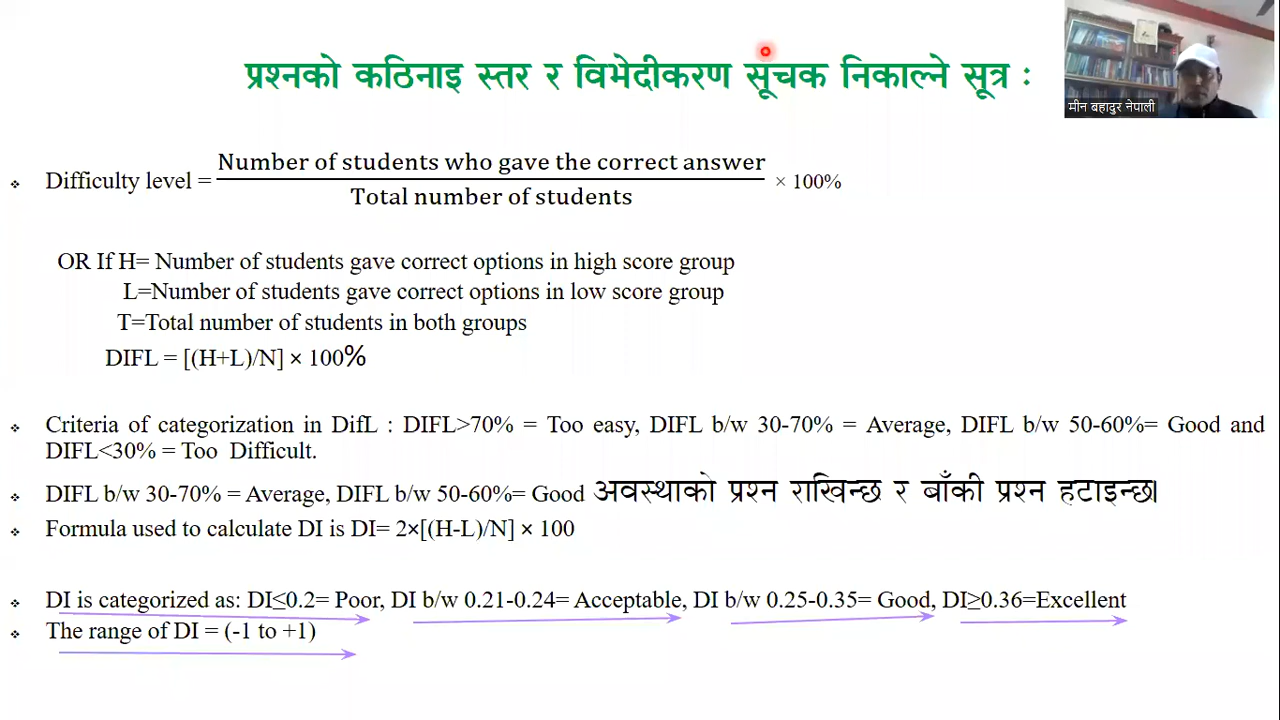 प्रश्नको कठिनाइ स्तर र विभेदीकरण सूचक निकाल्ने सूत्र :
मीन बहादुर नेपाली
Difficulty level = Number of students who gave the correct answer / Total number of students × 100%
OR If H= Number of students gave correct options in high score group
L=Number of students gave correct options in low score group
T=Total number of students in both groups
DIFL = [(H+L)/N] × 100%
Criteria of categorization in DifL : DIFL>70% = Too easy, DIFL b/w 30-70% = Average, DIFL b/w 50-60%= Good and
DIFL<30% = Too Difficult.
DIFL b/w 30-70% = Average, DIFL b/w 50-60%= Good अवस्थाको प्रश्न राखिन्छ र बाँकी प्रश्न हटाइन्छ।
Formula used to calculate DI is DI= 2×[(H-L)/N] × 100
DI is categorized as: DI≤0.2= Poor, DI b/w 0.21-0.24= Acceptable, DI b/w 0.25-0.35= Good, DI≥0.36=Excellent
The range of DI = (-1 to +1)